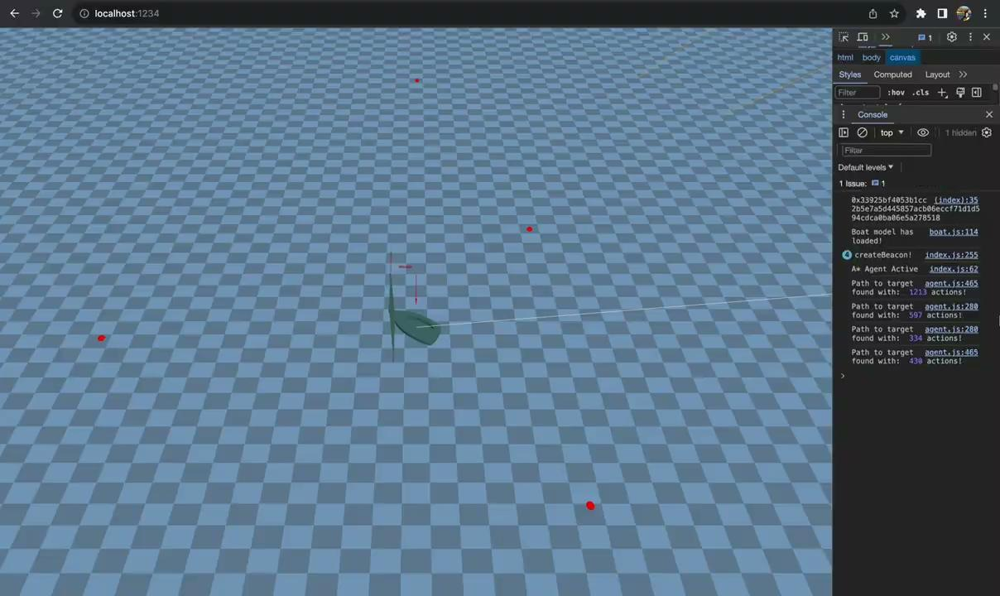 localhost:1234
1
html body canvas
Styles Computed Layout
Filter :hov .cls
Console
top 1 hidden
Filter
Default levels
1 Issue: 1
0x33925bf4053b1cc (index):35
2b5e7a5d445857acb06eccf71d1d5
94cdca0ba06e5a278518
Boat model has boat.js:114
loaded!
4 createBeacon! index.js:255
A* Agent Active index.js:62
Path to target agent.js:465
found with: 1213 actions!
Path to target agent.js:280
found with: 597 actions!
Path to target agent.js:280
found with: 334 actions!
Path to target agent.js:465
found with: 430 actions!